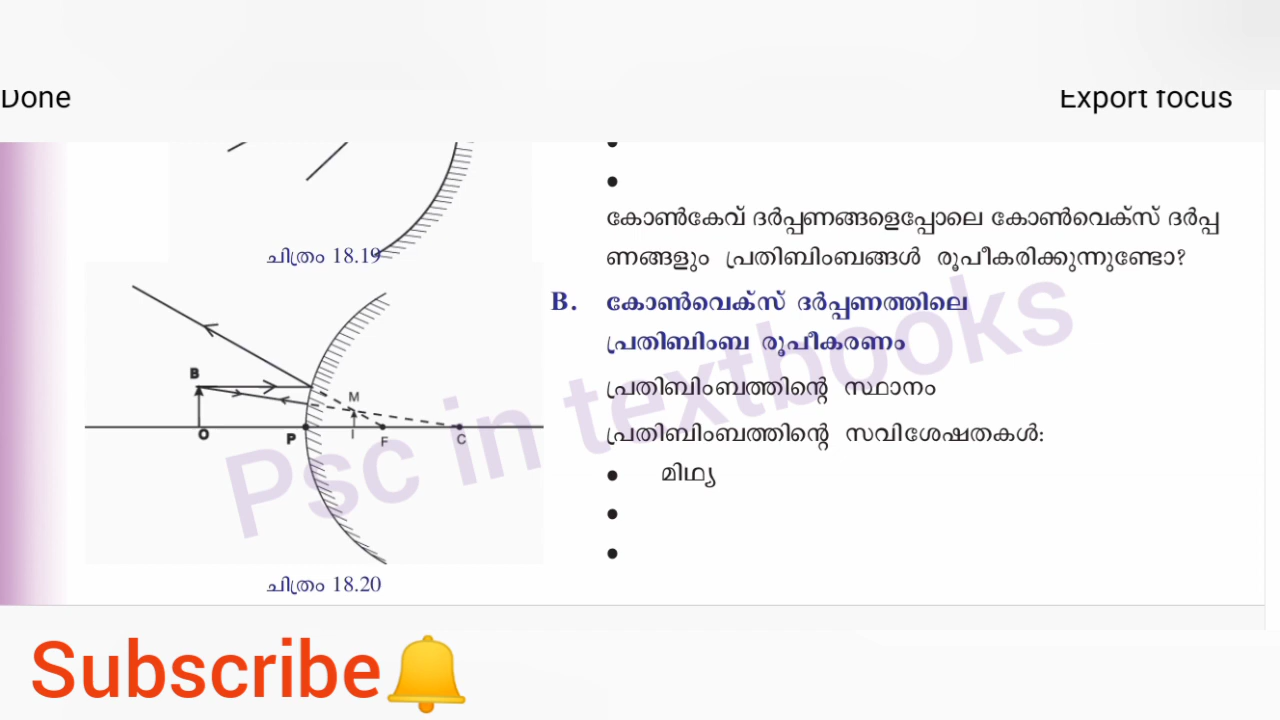 Done
Export focus
ചിത്രം 18.19
കോൺകേവ് ദർപ്പണങ്ങളെപ്പോലെ കോൺവെക്സ് ദർപ്പ
ണങ്ങളും പ്രതിബിംബങ്ങൾ രൂപീകരിക്കുന്നുണ്ടോ?
B. കോൺവെക്സ് ദർപ്പണത്തിലെ
പ്രതിബിംബ രൂപീകരണം
പ്രതിബിംബത്തിന്റെ സ്ഥാനം
പ്രതിബിംബത്തിന്റെ സവിശേഷതകൾ:
• മിഥ്യ
B
M
O
P
I
F
C
ചിത്രം 18.20
Psc in textbooks
Subscribe